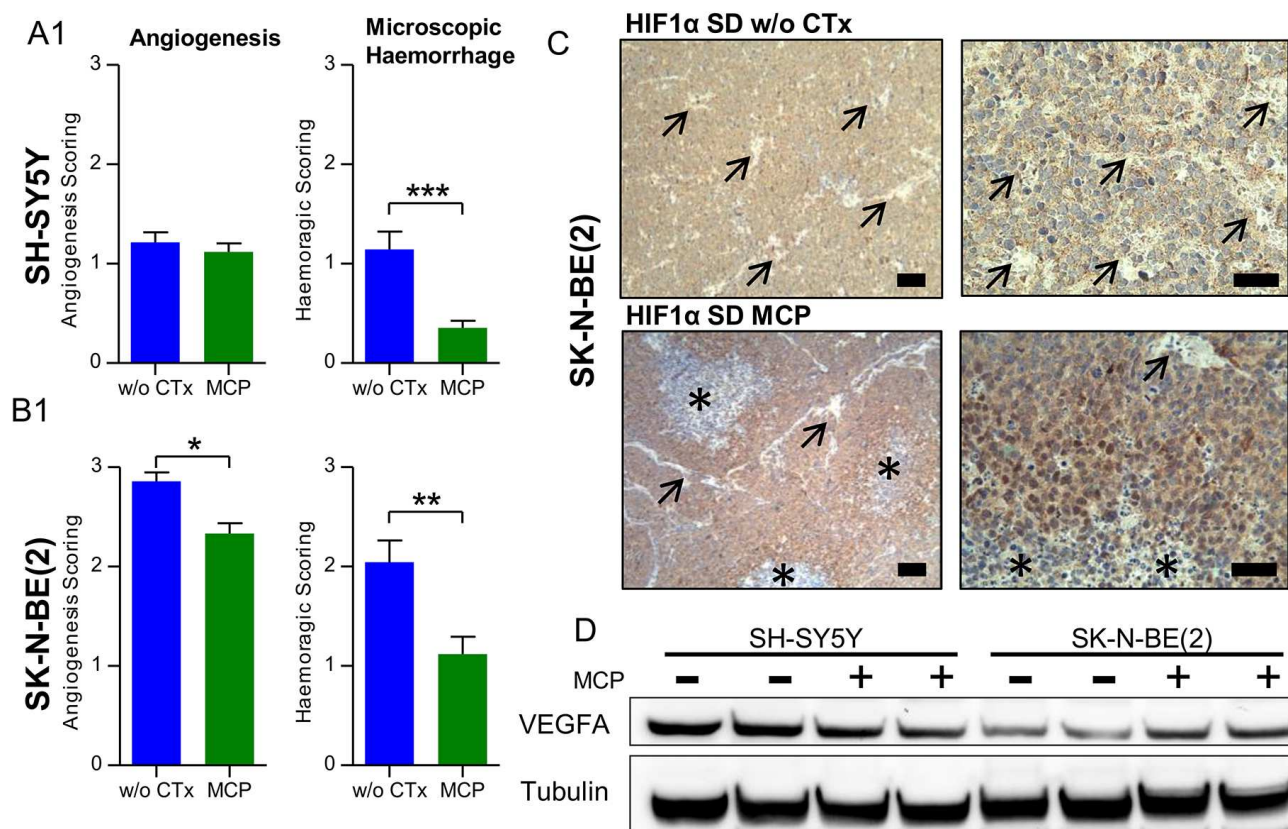 A1
Angiogenesis
Microscopic
Haemorrhage
SH-SY5Y
Angiogenesis Scoring
3
2
1
0
w/o CTx MCP
Haemoragic Scoring
3
2
1
0
***
w/o CTx MCP
B1
SK-N-BE(2)
Angiogenesis Scoring
3
2
1
0
*
w/o CTx MCP
Haemoragic Scoring
3
2
1
0
**
w/o CTx MCP
C
SK-N-BE(2)
HIF1α SD w/o CTx
HIF1α SD MCP
*
*
*
* *
D
SH-SY5Y SK-N-BE(2)
MCP - - + + - - + +
VEGFA
Tubulin